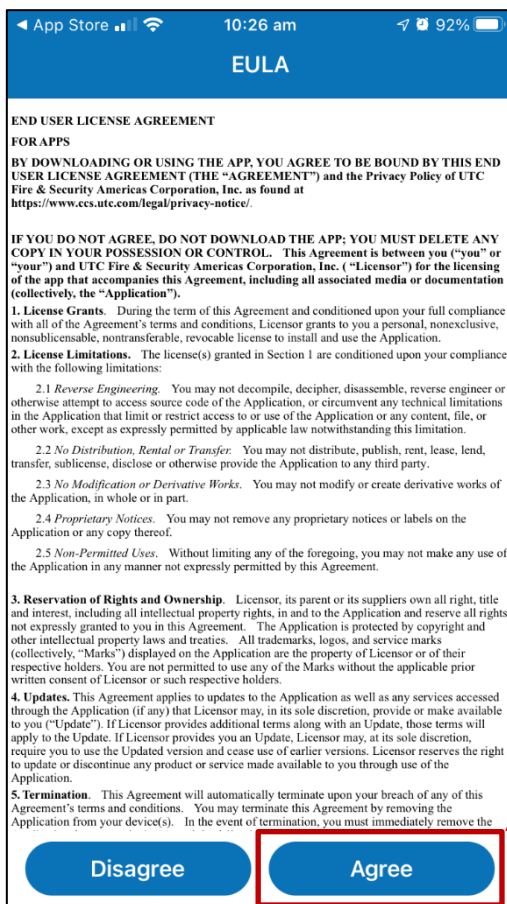 ◀ App Store 10:26 am 92%
EULA
END USER LICENSE AGREEMENT
FOR APPS
BY DOWNLOADING OR USING THE APP, YOU AGREE TO BE BOUND BY THIS END
USER LICENSE AGREEMENT (THE “AGREEMENT”) and the Privacy Policy of UTC
Fire & Security Americas Corporation, Inc. as found at
https://www.ccs.utc.com/legal/privacy-notice/.
IF YOU DO NOT AGREE, DO NOT DOWNLOAD THE APP; YOU MUST DELETE ANY
COPY IN YOUR POSSESSION OR CONTROL. This Agreement is between you (“you” or
“your”) and UTC Fire & Security Americas Corporation, Inc. ( “Licensor”) for the licensing
of the app that accompanies this Agreement, including all associated media or documentation
(collectively, the “Application”).
1. License Grants. During the term of this Agreement and conditioned upon your full compliance
with all of the Agreement’s terms and conditions, Licensor grants to you a personal, nonexclusive,
nonsublicensable, nontransferable, revocable license to install and use the Application.
2. License Limitations. The license(s) granted in Section 1 are conditioned upon your compliance
with the following limitations:
2.1 Reverse Engineering. You may not decompile, decipher, disassemble, reverse engineer or
otherwise attempt to access source code of the Application, or circumvent any technical limitations
in the Application that limit or restrict access to or use of the Application or any content, file, or
other work, except as expressly permitted by applicable law notwithstanding this limitation.
2.2 No Distribution, Rental or Transfer. You may not distribute, publish, rent, lease, lend,
transfer, sublicense, disclose or otherwise provide the Application to any third party.
2.3 No Modification or Derivative Works. You may not modify or create derivative works of
the Application, in whole or in part.
2.4 Proprietary Notices. You may not remove any proprietary notices or labels on the
Application or any copy thereof.
2.5 Non-Permitted Uses. Without limiting any of the foregoing, you may not make any use of
the Application in any manner not expressly permitted by this Agreement.
3. Reservation of Rights and Ownership. Licensor, its parent or its suppliers own all right, title
and interest, including all intellectual property rights, in and to the Application and reserve all rights
not expressly granted to you in this Agreement. The Application is protected by copyright and
other intellectual property laws and treaties. All trademarks, logos, and service marks
(collectively, “Marks”) displayed on the Application are the property of Licensor or of their
respective holders. You are not permitted to use any of the Marks without the applicable prior
written consent of Licensor or such respective holders.
4. Updates. This Agreement applies to updates to the Application as well as any services accessed
through the Application (if any) that Licensor may, in its sole discretion, provide or make available
to you (“Update”). If Licensor provides additional terms along with an Update, those terms will
apply to the Update. If Licensor provides you an Update, Licensor may, at its sole discretion,
require you to use the Updated version and cease use of earlier versions. Licensor reserves the right
to update or discontinue any product or service made available to you through use of the
Application.
5. Termination. This Agreement will automatically terminate upon your breach of any of this
Agreement’s terms and conditions. You may terminate this Agreement by removing the
Application from your device(s). In the event of termination, you must immediately remove the
Disagree
Agree